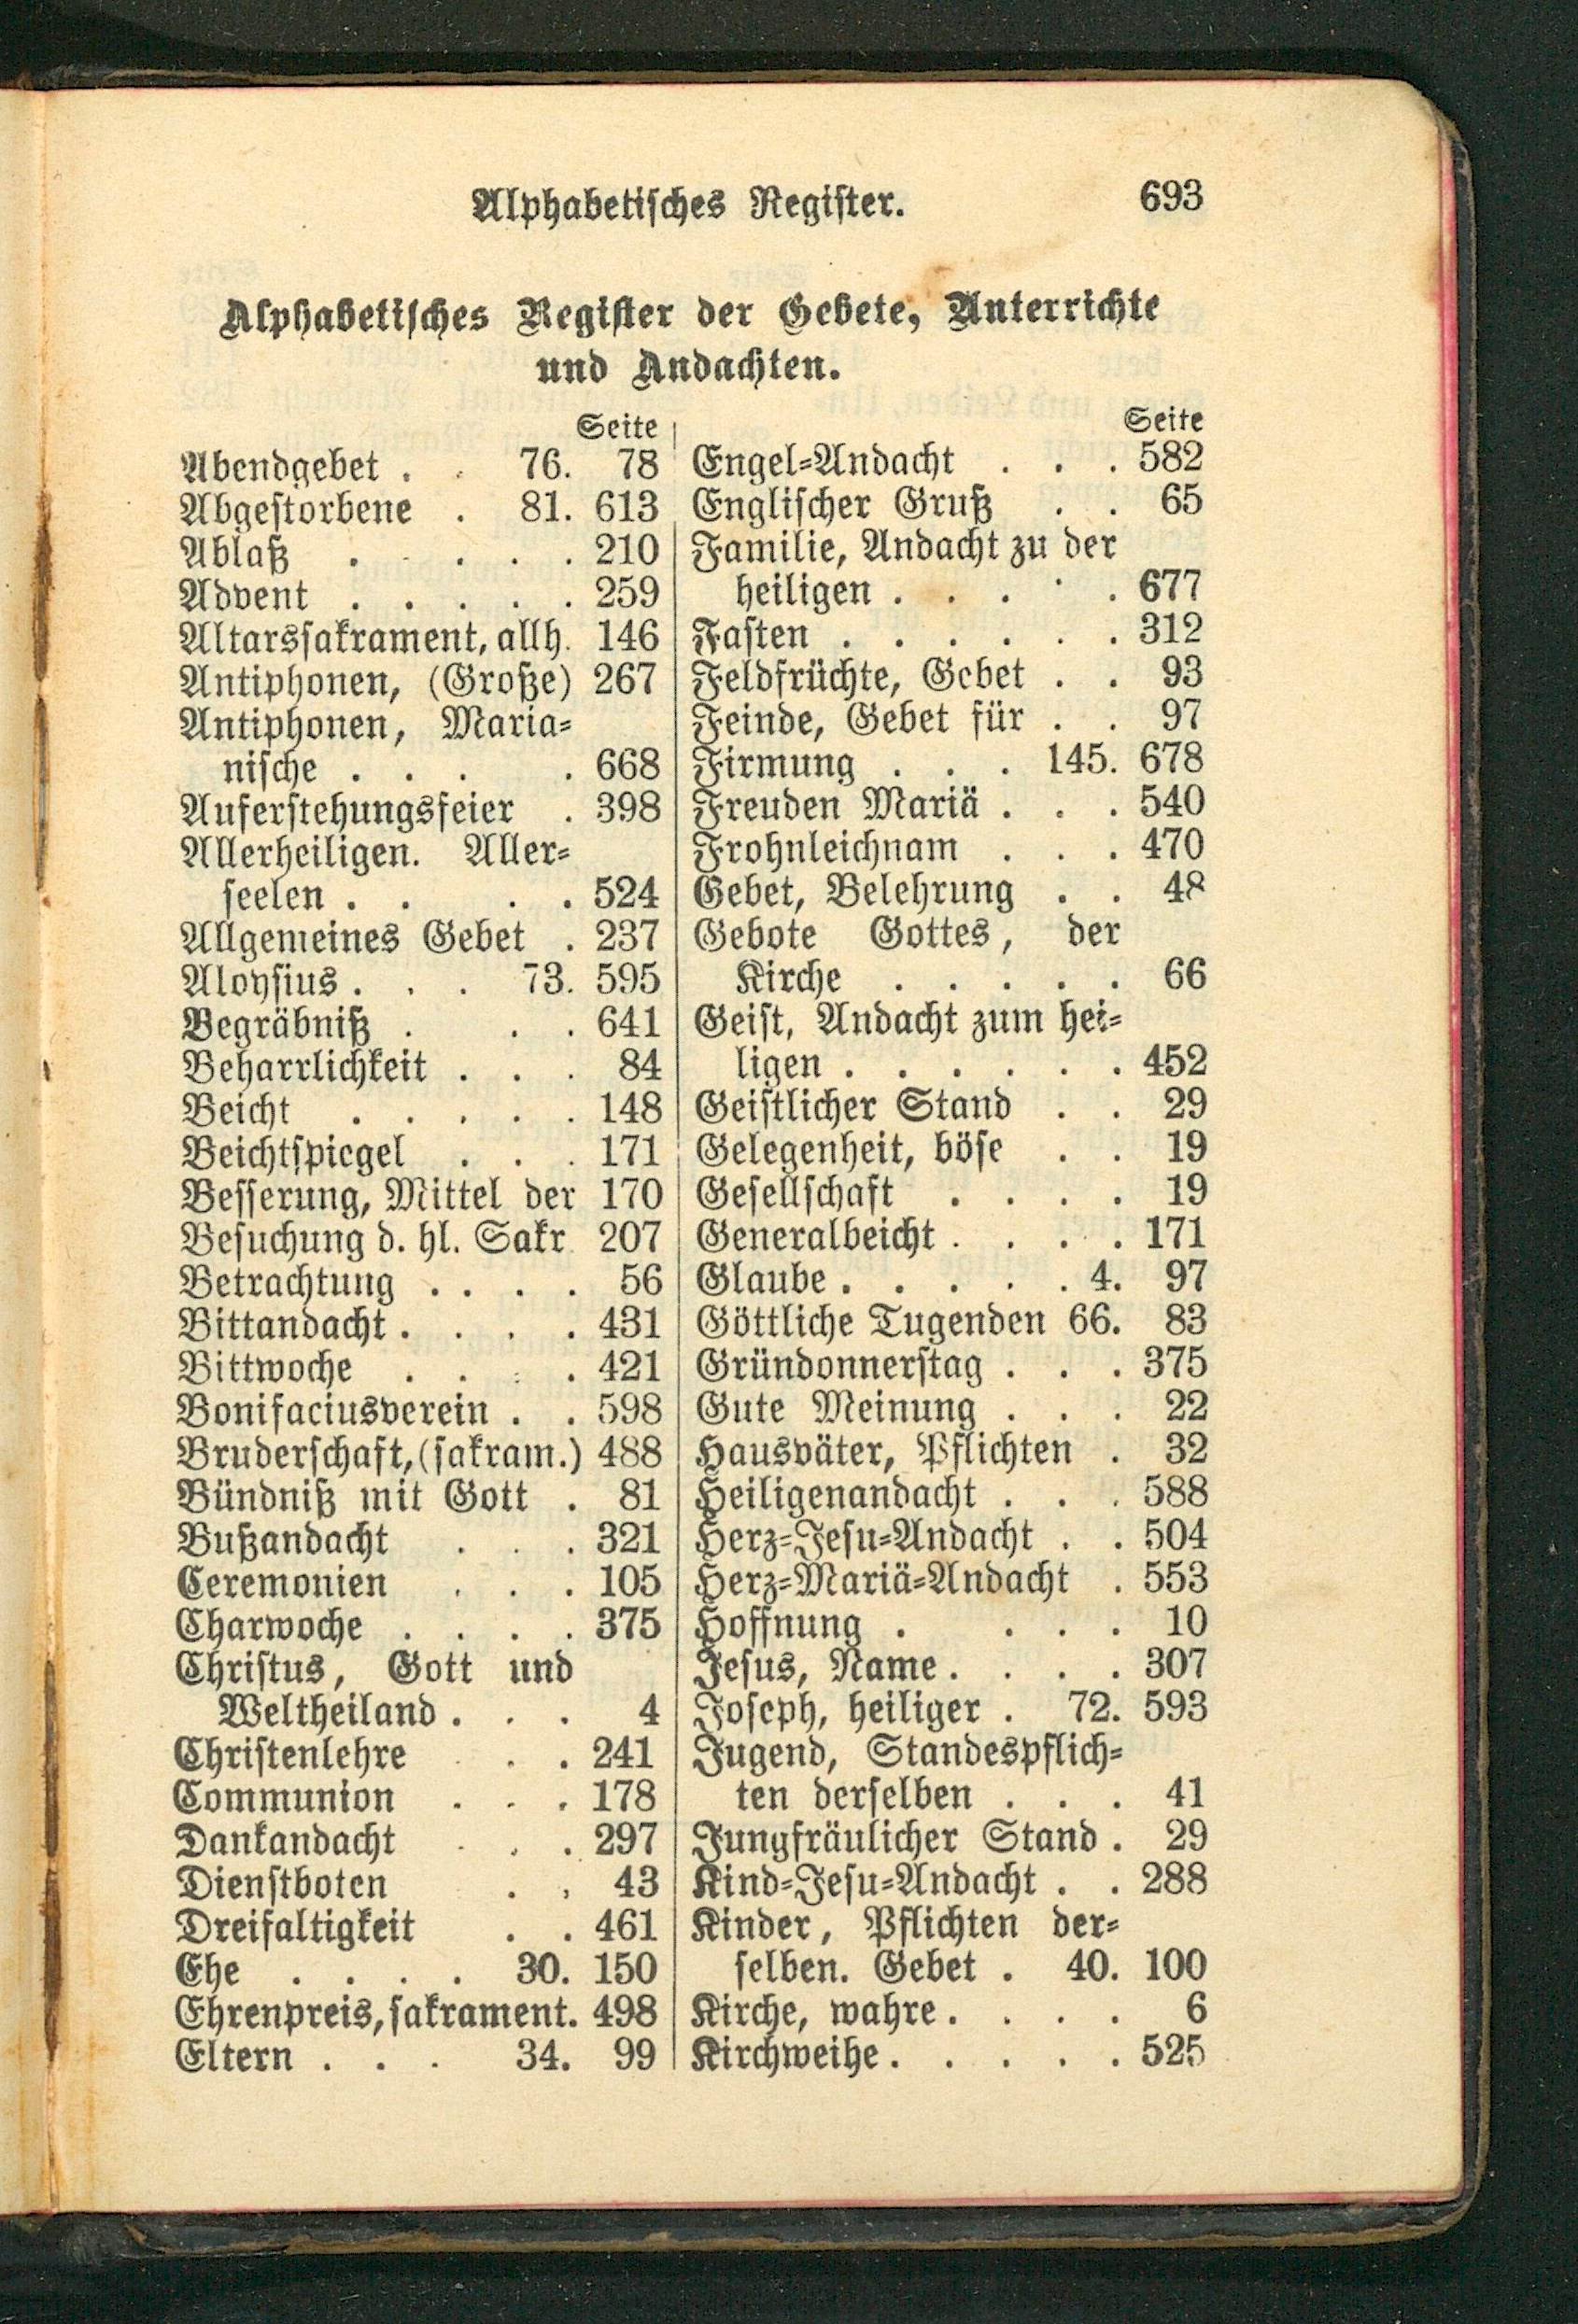 Alphabetisches Register. 693
Alphabetisches Register der Gebete, Unterrichte
und Andachten.
Seite
Abendgebet . . 76. 78
Abgestorbene . 81. 613
Ablaß . . . . . 210
Advent . . . . . 259
Altarssakrament, allh. 146
Antiphonen, (Große) 267
Antiphonen, Maria-
nische . . . . 668
Auferstehungsfeier . 398
Allerheiligen. Aller-
seelen . . . . 524
Allgemeines Gebet . 237
Aloysius . . . 73. 595
Begräbniß . . . 641
Beharrlichkeit . . . 84
Beicht . . . . . 148
Beichtspiegel . . . 171
Besserung, Mittel der 170
Besuchung d. hl. Sakr 207
Betrachtung . . . . 56
Bittandacht . . . . 431
Bittwoche . . . . 421
Bonifaciusverein . . 598
Bruderschaft, (sakram.) 488
Bündniß mit Gott . 81
Bußandacht . . . 321
Ceremonien . . . 105
Charwoche . . . . 375
Christus, Gott und
Weltheiland . . . 4
Christenlehre . . 241
Communion . . . 178
Dankandacht . . . 297
Dienstboten . . 43
Dreifaltigkeit . . 461
Ehe . . . . 30. 150
Ehrenpreis, sakrament. 498
Eltern . . . 34. 99
Seite
Engel-Andacht . . . 582
Englischer Gruß . . 65
Familie, Andacht zu der
heiligen . . . . . 677
Fasten . . . . . . 312
Feldfrüchte, Gebet . . 93
Feinde, Gebet für . . 97
Firmung . . . 145. 678
Freuden Mariä . . . 540
Frohnleichnam . . . 470
Gebet, Belehrung . . 48
Gebote Gottes, der
Kirche . . . . . 66
Geist, Andacht zum hei-
ligen . . . . . . 452
Geistlicher Stand . . 29
Gelegenheit, böse . . 19
Gesellschaft . . . . 19
Generalbeicht . . . . 171
Glaube . . . . . 4. 97
Göttliche Tugenden 66. 83
Gründonnerstag . . . 375
Gute Meinung . . . 22
Hausväter, Pflichten . 32
Heiligenandacht . . . 588
Herz-Jesu-Andacht . . 504
Herz-Mariä-Andacht . 553
Hoffnung . . . . 10
Jesus, Name . . . . 307
Joseph, heiliger . 72. 593
Jugend, Standespflich-
ten derselben . . . 41
Jungfräulicher Stand . 29
Kind-Jesu-Andacht . . 288
Kinder, Pflichten der-
selben. Gebet . 40. 100
Kirche, wahre . . . . 6
Kirchweihe . . . . . 525